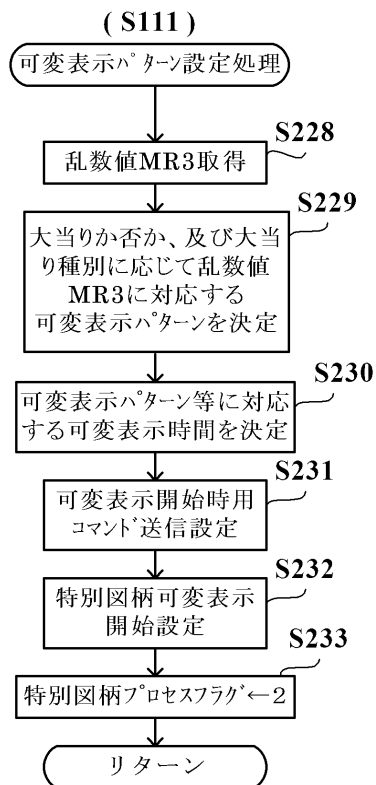 ( S111 )
可変表示ﾊﾟﾀｰﾝ設定処理
S228
乱数値MR3取得
S229
大当りか否か、及び大当
り種別に応じて乱数値
MR3に対応する
可変表示ﾊﾟﾀｰﾝを決定
S230
可変表示ﾊﾟﾀｰﾝ等に対応
する可変表示時間を決定
S231
可変表示開始時用
ｺﾏﾝﾄﾞ送信設定
S232
特別図柄可変表示
開始設定
S233
特別図柄ﾌﾟﾛｾｽﾌﾗｸﾞ←2
リターン